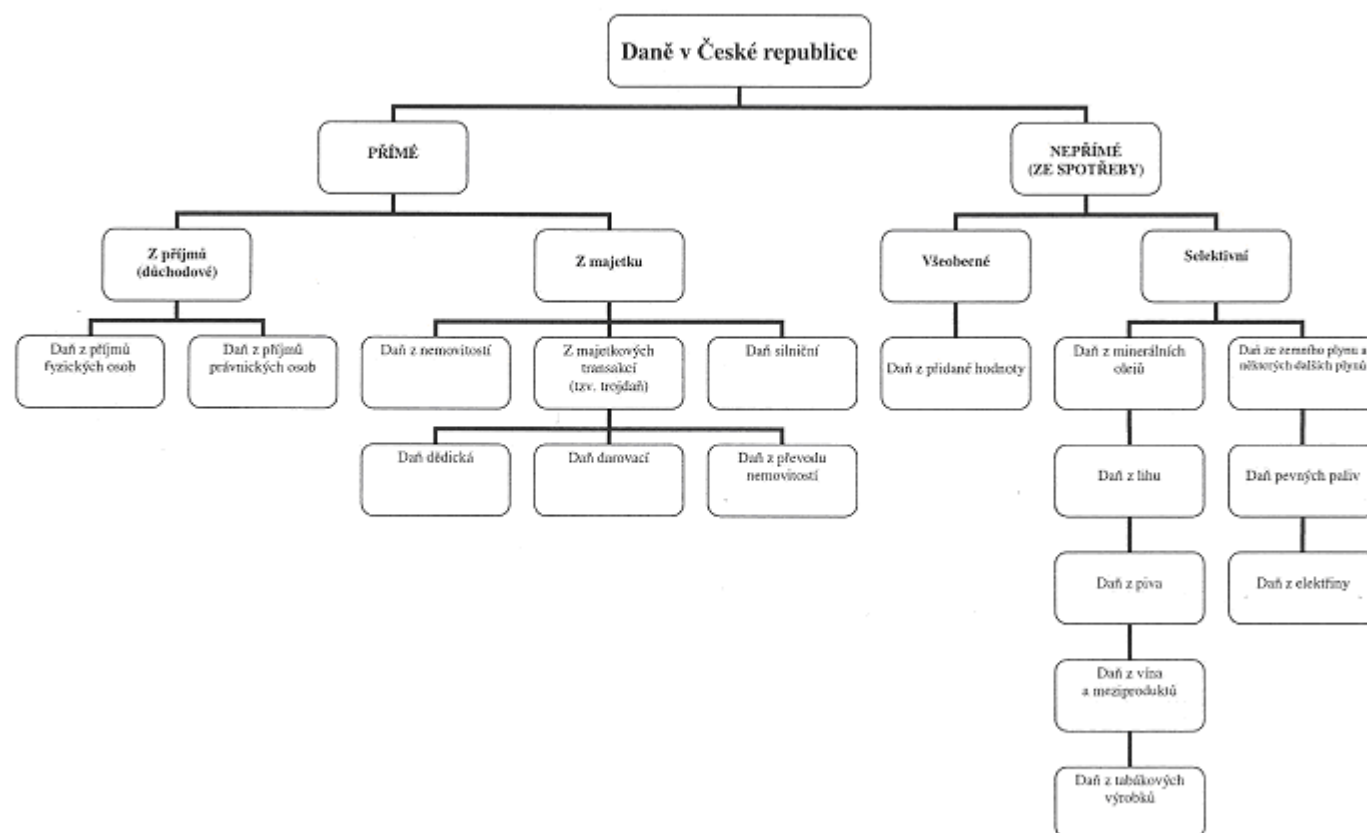 Daně v České republice
PŘÍMÉ
NEPŘÍMÉ
(ZE SPOTŘEBY)
Z příjmů
(důchodové)
Z majetku
Všeobecné
Selektivní
Daň z příjmů
fyzických osob
Daň z příjmů
právnických osob
Daň z nemovitostí
Z majetkových
transakcí
(tzv. trojdaň)
Daň silniční
Daň z přidané hodnoty
Daň z minerálních
olejů
Daň ze zemního plynu a
některých dalších plynů
Daň dědická
Daň darovací
Daň z převodu
nemovitostí
Daň z lihu
Daň pevných paliv
Daň z piva
Daň z elektřiny
Daň z vína
a meziproduktů
Daň z tabákových
výrobků